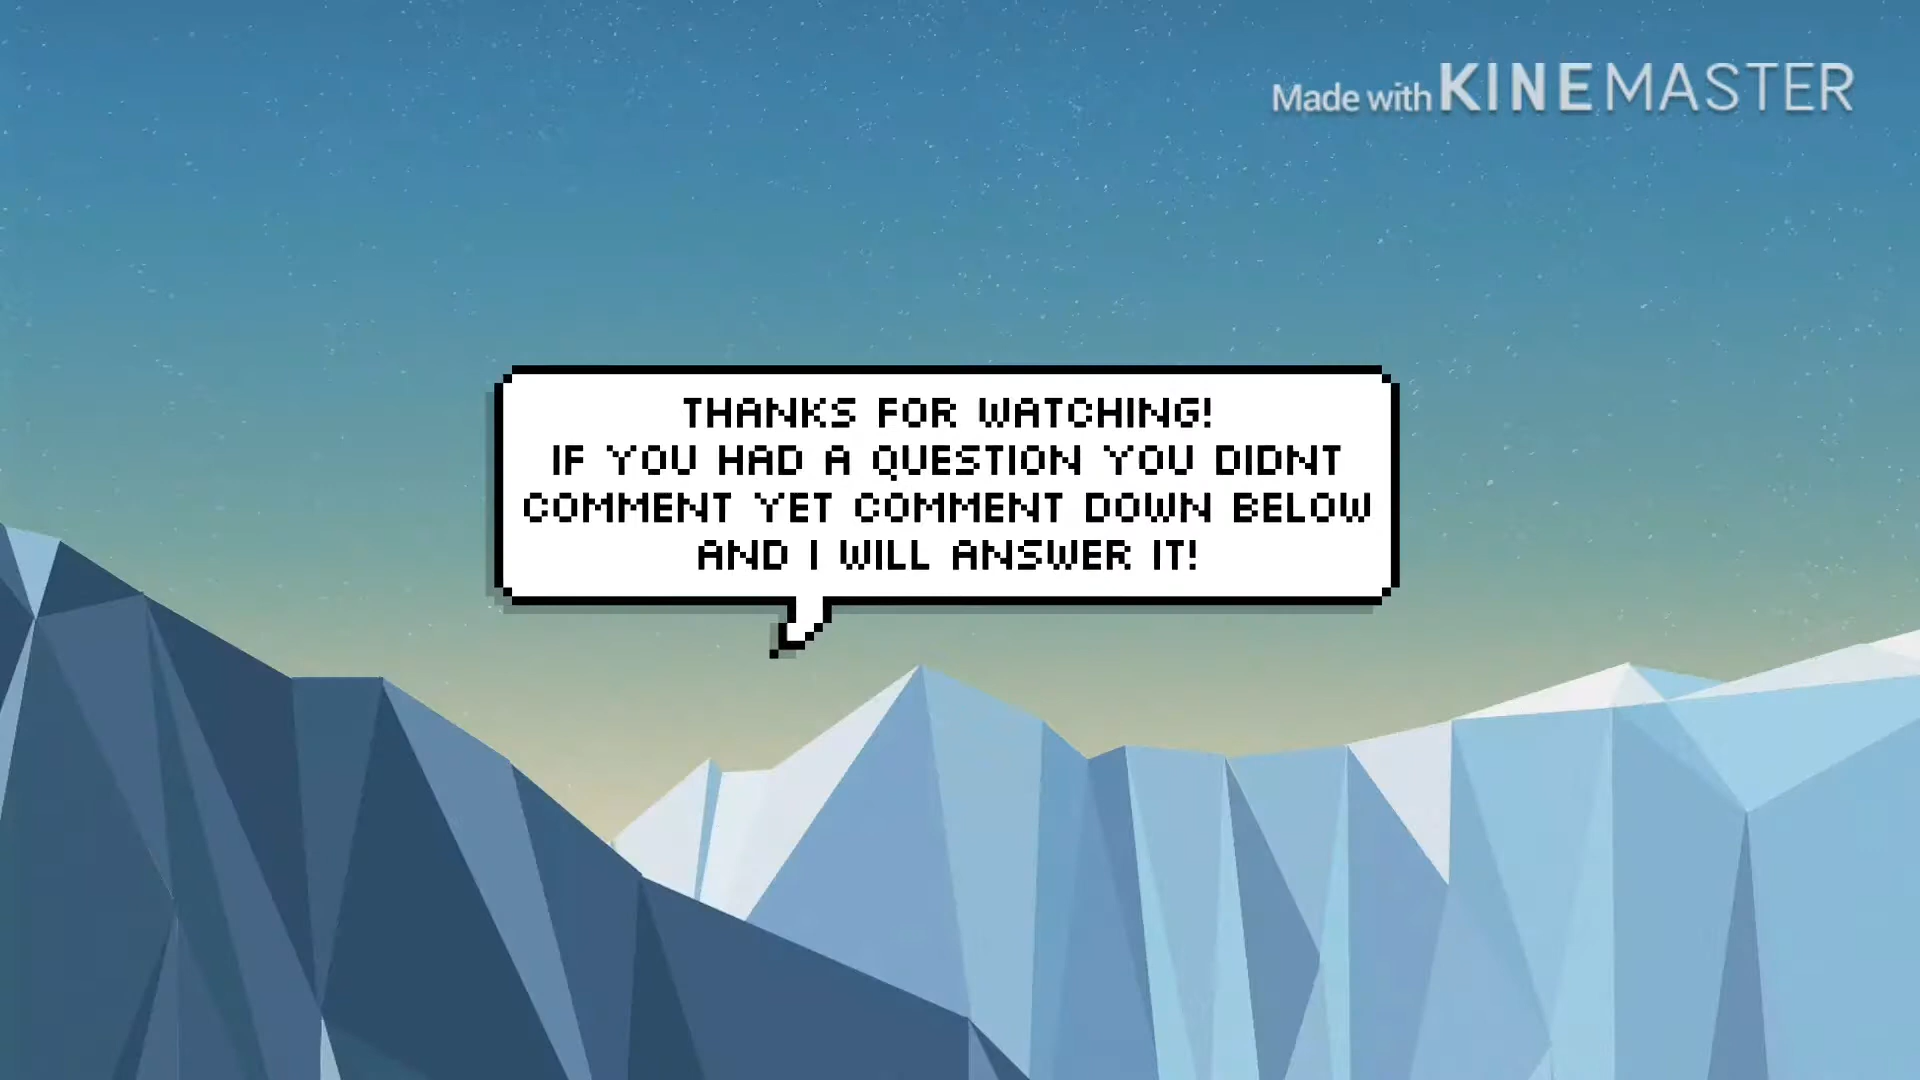 Made with KINEMASTER
THANKS FOR WATCHING!
IF YOU HAD A QUESTION YOU DIDNT
COMMENT YET COMMENT DOWN BELOW
AND I WILL ANSWER IT!